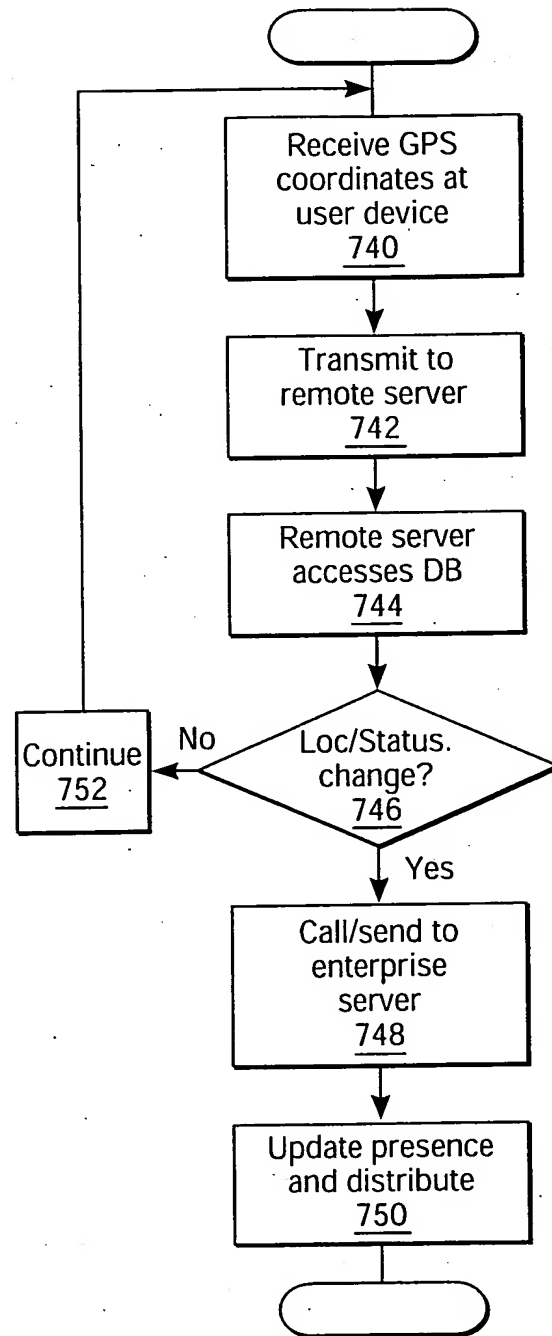 Receive GPS
coordinates at
user device
740
Transmit to
remote server
742
Remote server
accesses DB
744
Loc/Status.
change?
746
No
Continue
752
Yes
Call/send to
enterprise
server
748
Update presence
and distribute
750